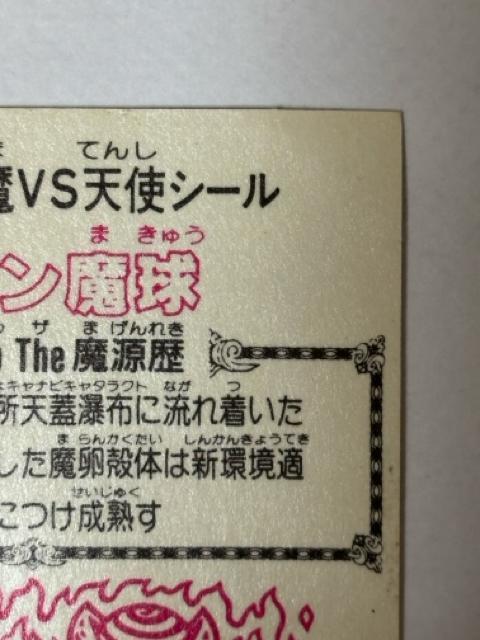 てんし
魔VS天使シール
ま きゅう
ン魔球
ザ まげんれき
The 魔源歴
キャナピキャタラクト なが つ
所天蓋瀑布に流れ着いた
ま らんかくたい しんかんきょうてき
した魔卵殻体は新環境適
せいじゅく
につけ成熟す